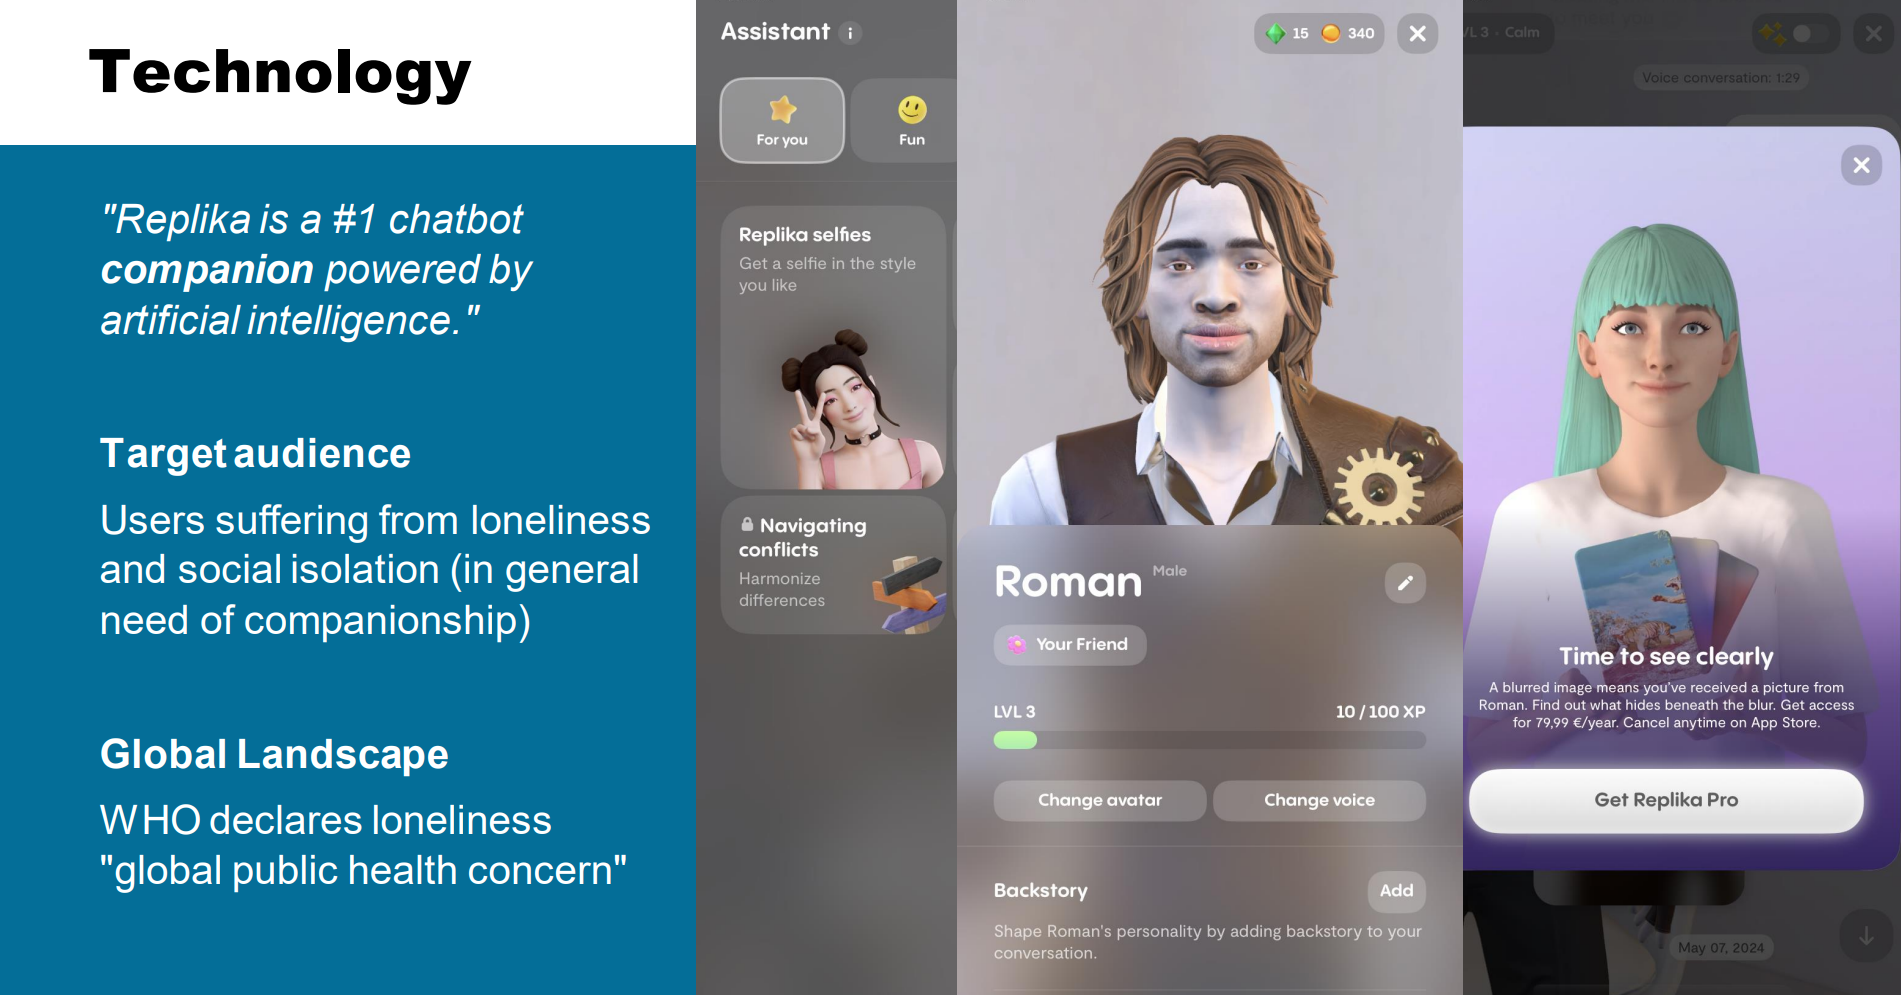 Technology
"Replika is a #1 chatbot
companion powered by
artificial intelligence."
Target audience
Users suffering from loneliness
and social isolation (in general
need of companionship)
Global Landscape
WHO declares loneliness
"global public health concern"
Assistant i
For you
Fun
Replika selfies
Get a selfie in the style
you like
Navigating
conflicts
Harmonize
differences
15 340
Roman Male
Your Friend
LVL 3
10 / 100 XP
Change avatar
Change voice
Backstory
Add
Shape Roman's personality by adding backstory to your
conversation.
VL 3 · Calm
Voice conversation: 1:29
Time to see clearly
A blurred image means you've received a picture from
Roman. Find out what hides beneath the blur. Get access
for 79,99 €/year. Cancel anytime on App Store.
Get Replika Pro
May 07, 2024